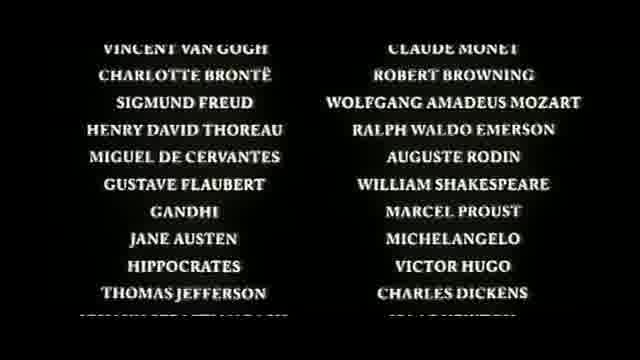 VINCENT VAN GOGH CLAUDE MONET
CHARLOTTE BRONTË ROBERT BROWNING
SIGMUND FREUD WOLFGANG AMADEUS MOZART
HENRY DAVID THOREAU RALPH WALDO EMERSON
MIGUEL DE CERVANTES AUGUSTE RODIN
GUSTAVE FLAUBERT WILLIAM SHAKESPEARE
GANDHI MARCEL PROUST
JANE AUSTEN MICHELANGELO
HIPPOCRATES VICTOR HUGO
THOMAS JEFFERSON CHARLES DICKENS